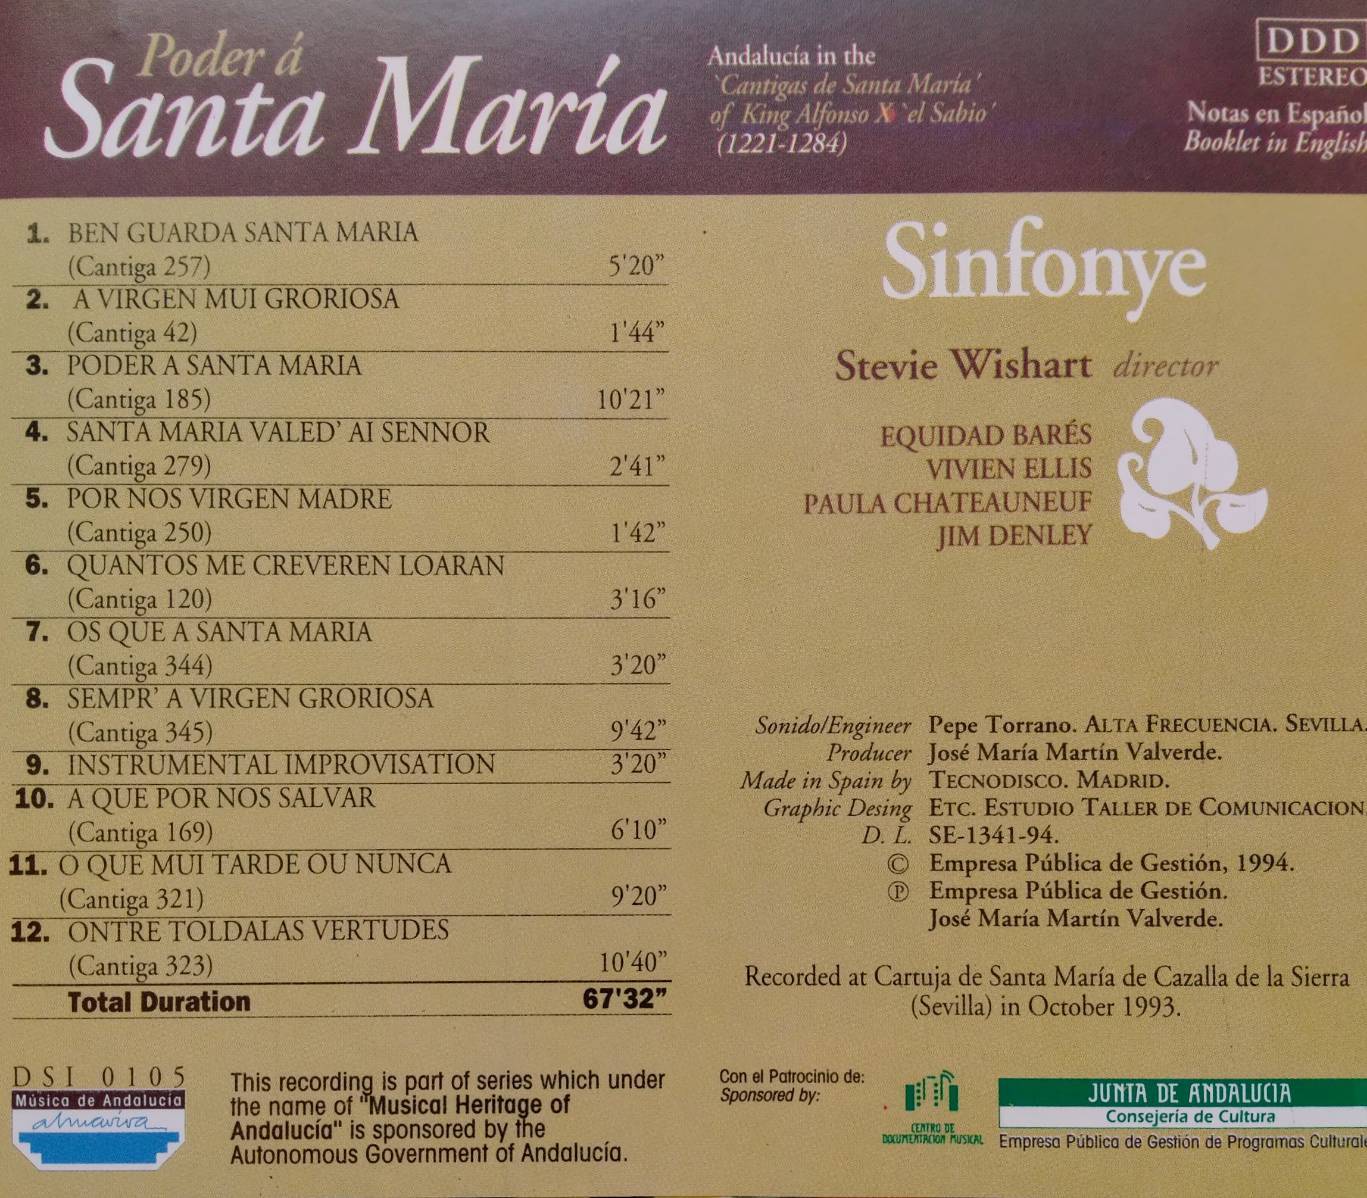 Poder á
Santa María
Andalucía in the
`Cantigas de Santa María'
of King Alfonso X `el Sabio'
(1221-1284)
DDD
ESTEREO
Notas en Español
Booklet in English
1. BEN GUARDA SANTA MARIA
(Cantiga 257) 5'20"
2. A VIRGEN MUI GRORIOSA
(Cantiga 42) 1'44"
3. PODER A SANTA MARIA
(Cantiga 185) 10'21"
4. SANTA MARIA VALED' AI SENNOR
(Cantiga 279) 2'41"
5. POR NOS VIRGEN MADRE
(Cantiga 250) 1'42"
6. QUANTOS ME CREVEREN LOARAN
(Cantiga 120) 3'16"
7. OS QUE A SANTA MARIA
(Cantiga 344) 3'20"
8. SEMPR' A VIRGEN GRORIOSA
(Cantiga 345) 9'42"
9. INSTRUMENTAL IMPROVISATION 3'20"
10. A QUE POR NOS SALVAR
(Cantiga 169) 6'10"
11. O QUE MUI TARDE OU NUNCA
(Cantiga 321) 9'20"
12. ONTRE TOLDALAS VERTUDES
(Cantiga 323) 10'40"
Total Duration 67'32"
Sinfonye
Stevie Wishart director
EQUIDAD BARÉS
VIVIEN ELLIS
PAULA CHATEAUNEUF
JIM DENLEY
Sonido/Engineer Pepe Torrano. ALTA FRECUENCIA. SEVILLA.
Producer José María Martín Valverde.
Made in Spain by TECNODISCO. MADRID.
Graphic Desing ETC. ESTUDIO TALLER DE COMUNICACION
D. L. SE-1341-94.
© Empresa Pública de Gestión, 1994.
℗ Empresa Pública de Gestión.
José María Martín Valverde.
Recorded at Cartuja de Santa María de Cazalla de la Sierra
(Sevilla) in October 1993.
DSI 0105
Música de Andalucía
almaviva
This recording is part of series which under
the name of "Musical Heritage of
Andalucía" is sponsored by the
Autonomous Government of Andalucía.
Con el Patrocinio de:
Sponsored by:
CENTRO DE
DOCUMENTACION MUSICAL
JUNTA DE ANDALUCIA
Consejería de Cultura
Empresa Pública de Gestión de Programas Culturale